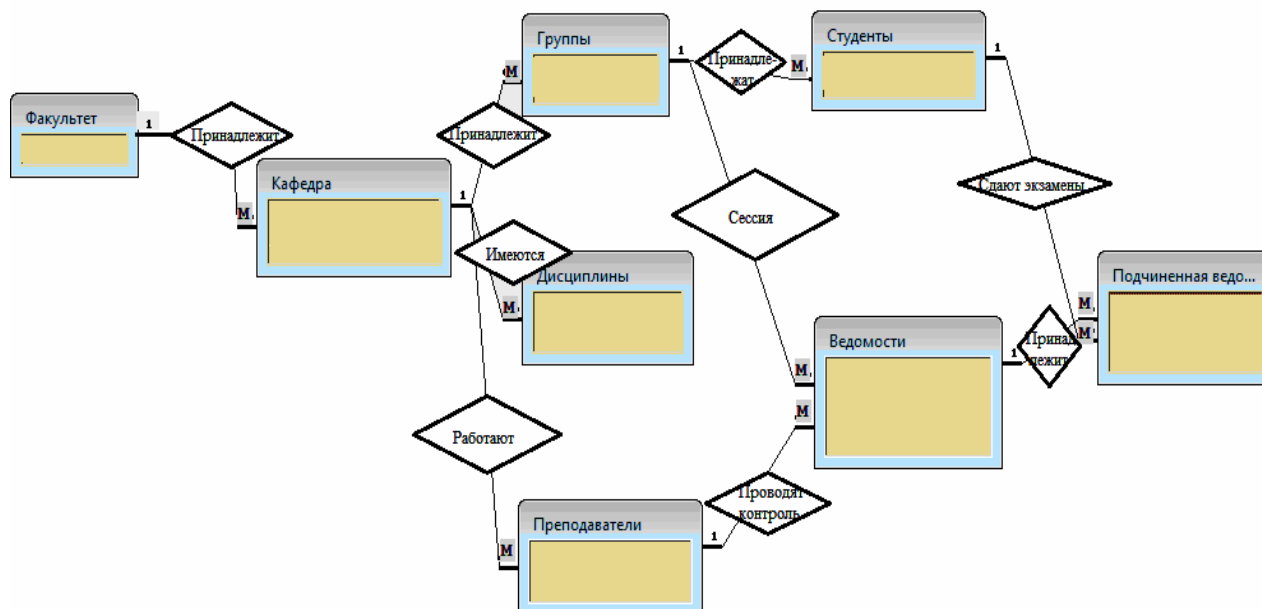 Группы
Студенты
1
Принадле-
жат
М
1
М
Факультет
1
Принадлежит
Принадлежит
Кафедра
1
М
Сессия
Сдают экзамены
Имеются
Дисциплины
М
Подчиненная ведо...
М
М
Ведомости
1
Принад
лежит
М
М
Работают
Преподаватели
М
1
Проводят
контроль